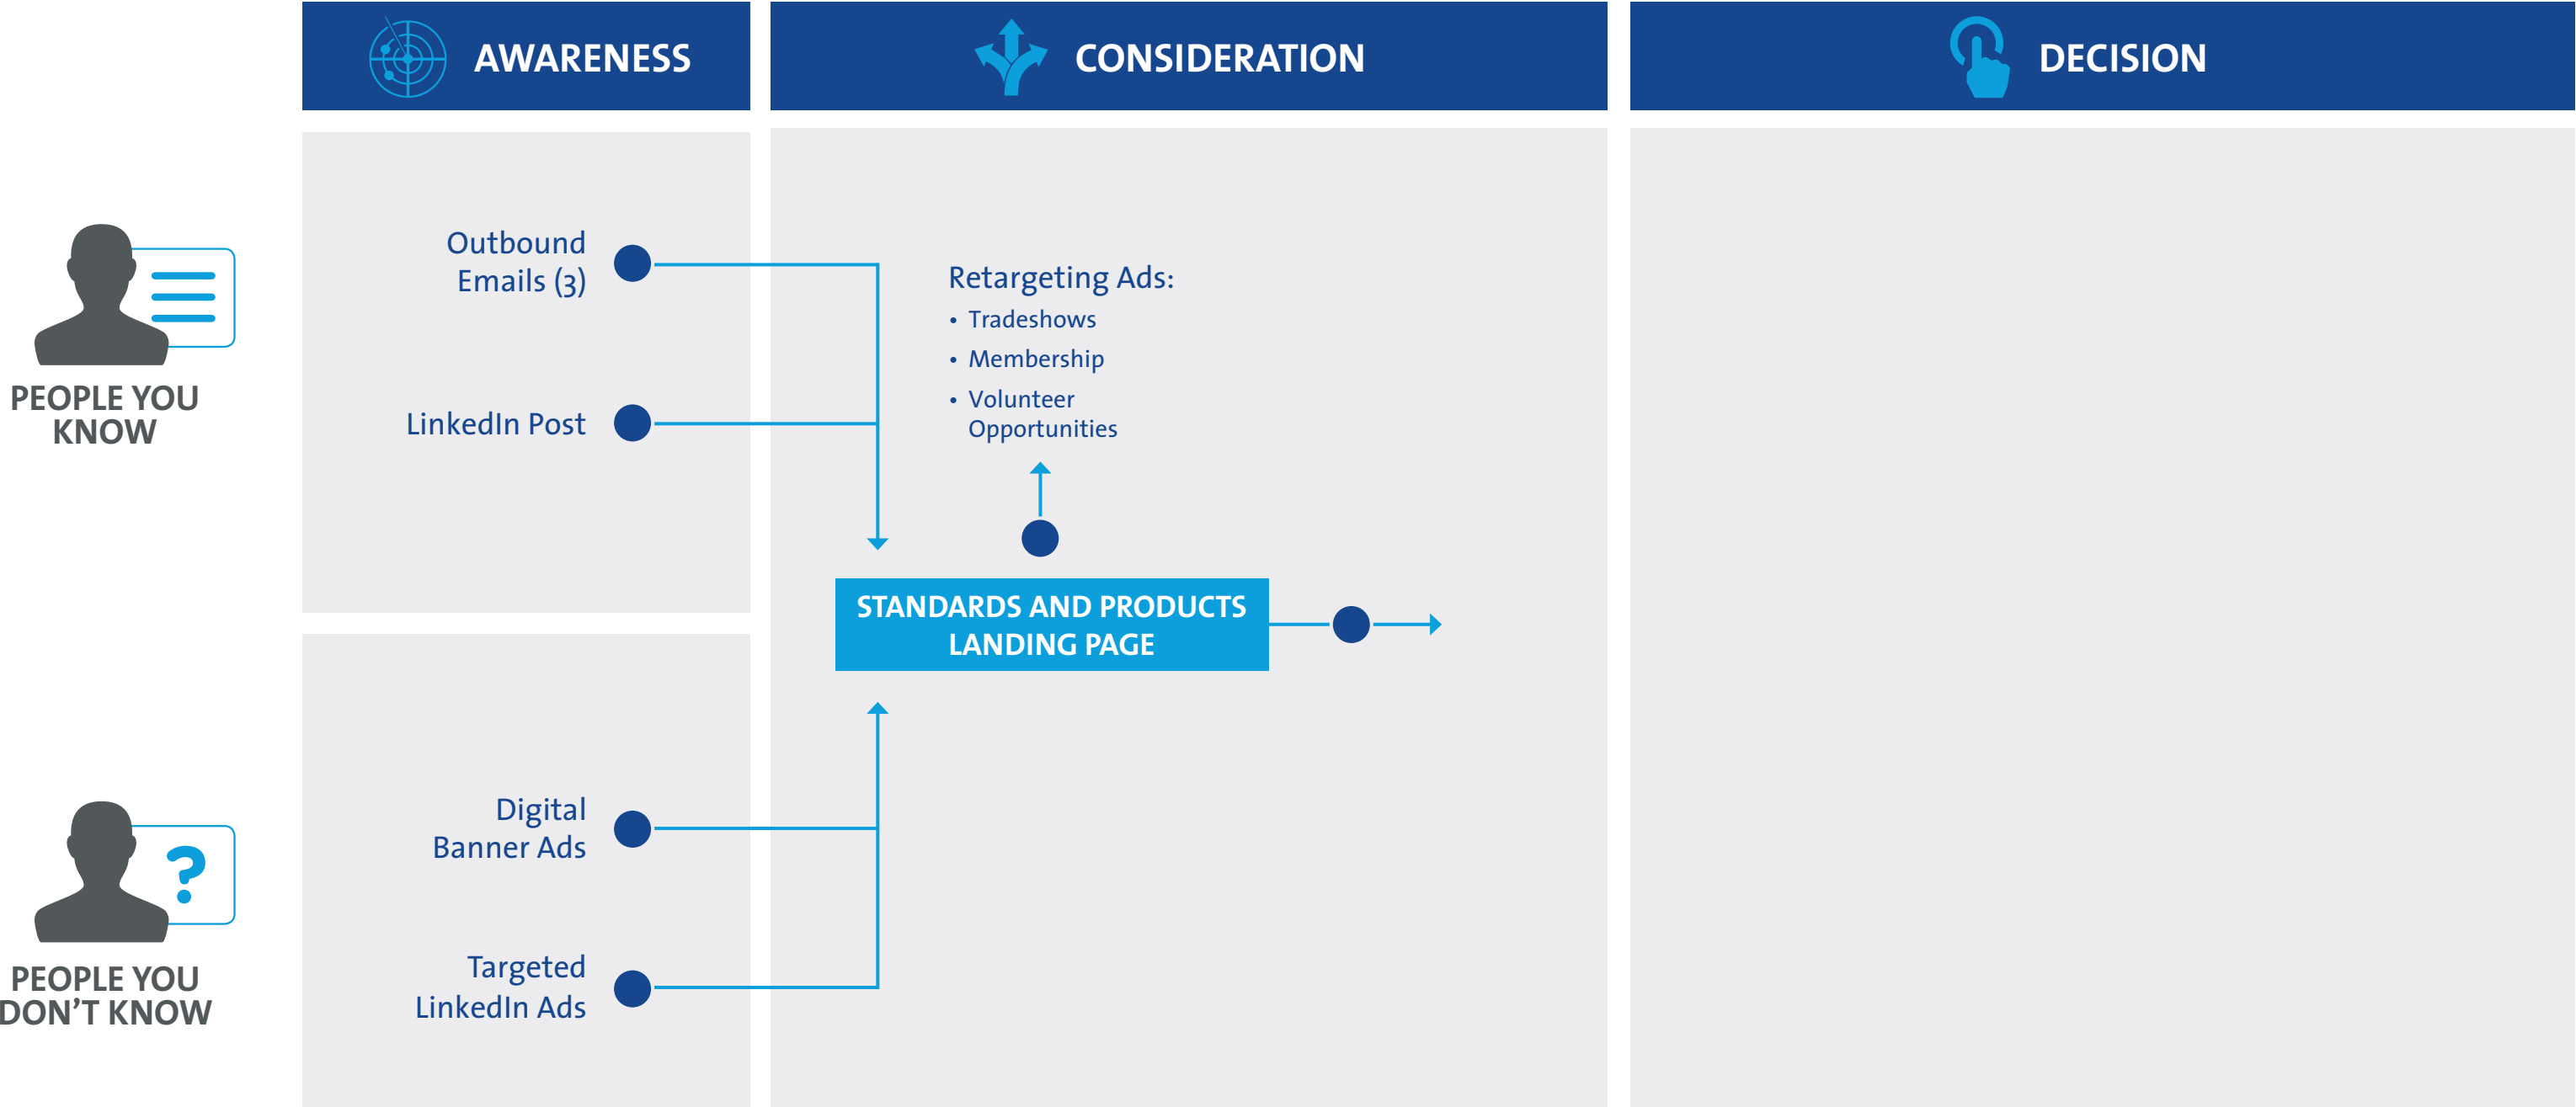 AWARENESS
CONSIDERATION
DECISION
PEOPLE YOU
KNOW
Outbound
Emails (3)
LinkedIn Post
Retargeting Ads:
• Tradeshows
• Membership
• Volunteer
Opportunities
STANDARDS AND PRODUCTS
LANDING PAGE
PEOPLE YOU
DON'T KNOW
?
Digital
Banner Ads
Targeted
LinkedIn Ads